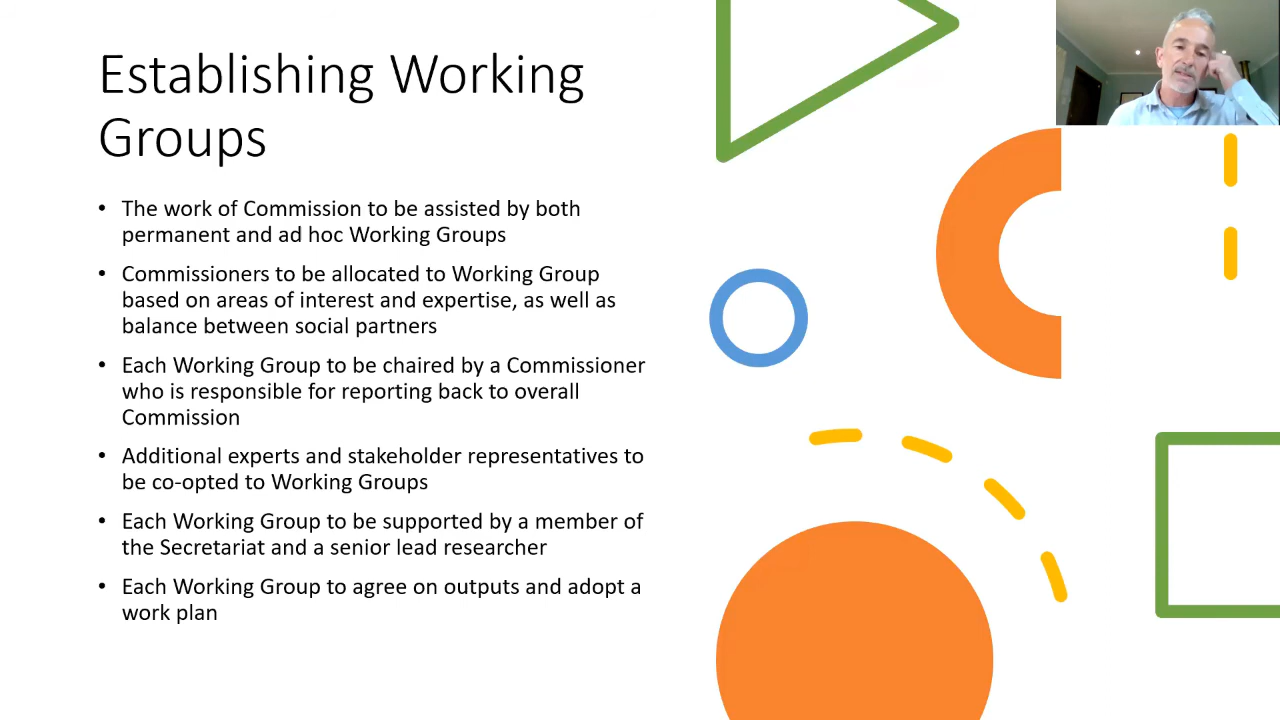 Establishing Working
Groups
• The work of Commission to be assisted by both
permanent and ad hoc Working Groups
• Commissioners to be allocated to Working Group
based on areas of interest and expertise, as well as
balance between social partners
• Each Working Group to be chaired by a Commissioner
who is responsible for reporting back to overall
Commission
• Additional experts and stakeholder representatives to
be co-opted to Working Groups
• Each Working Group to be supported by a member of
the Secretariat and a senior lead researcher
• Each Working Group to agree on outputs and adopt a
work plan